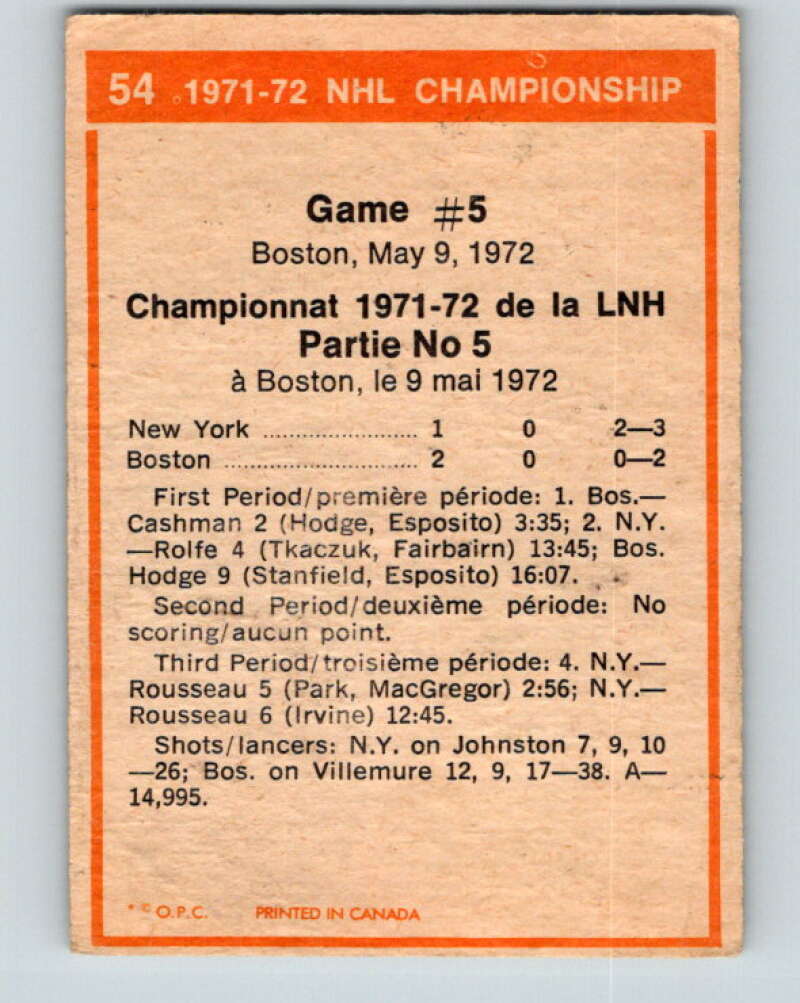 54 1971-72 NHL CHAMPIONSHIP
Game #5
Boston, May 9, 1972
Championnat 1971-72 de la LNH
Partie No 5
à Boston, le 9 mai 1972
New York ........................ 1 0 2—3
Boston .............................. 2 0 0—2
First Period/première période: 1. Bos.—
Cashman 2 (Hodge, Esposito) 3:35; 2. N.Y.
—Rolfe 4 (Tkaczuk, Fairbairn) 13:45; Bos.
Hodge 9 (Stanfield, Esposito) 16:07.
Second Period/deuxième période: No
scoring/aucun point.
Third Period/troisième période: 4. N.Y.—
Rousseau 5 (Park, MacGregor) 2:56; N.Y.—
Rousseau 6 (Irvine) 12:45.
Shots/lancers: N.Y. on Johnston 7, 9, 10
—26; Bos. on Villemure 12, 9, 17—38. A—
14,995.
* © O.P.C. PRINTED IN CANADA